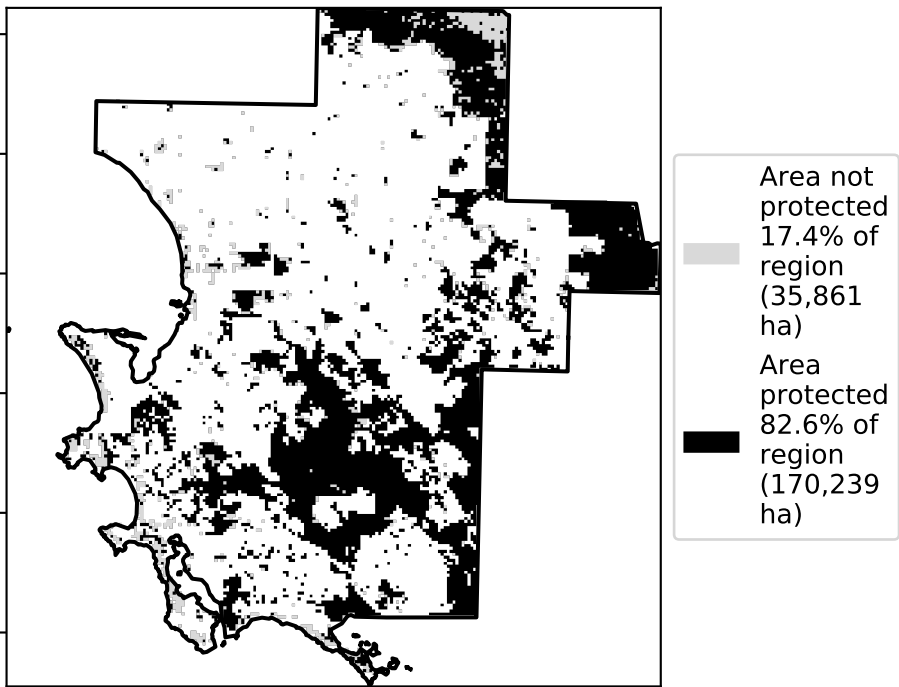 Area not
protected
17.4% of
region
(35,861
ha)
Area
protected
82.6% of
region
(170,239
ha)